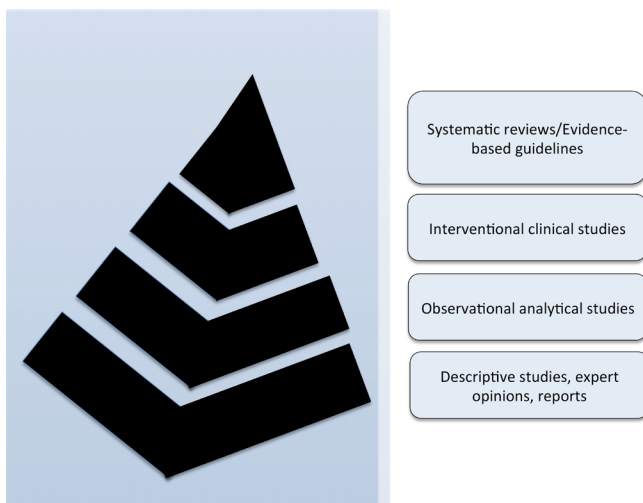 Systematic reviews/Evidence-
based guidelines
Interventional clinical studies
Observational analytical studies
Descriptive studies, expert
opinions, reports